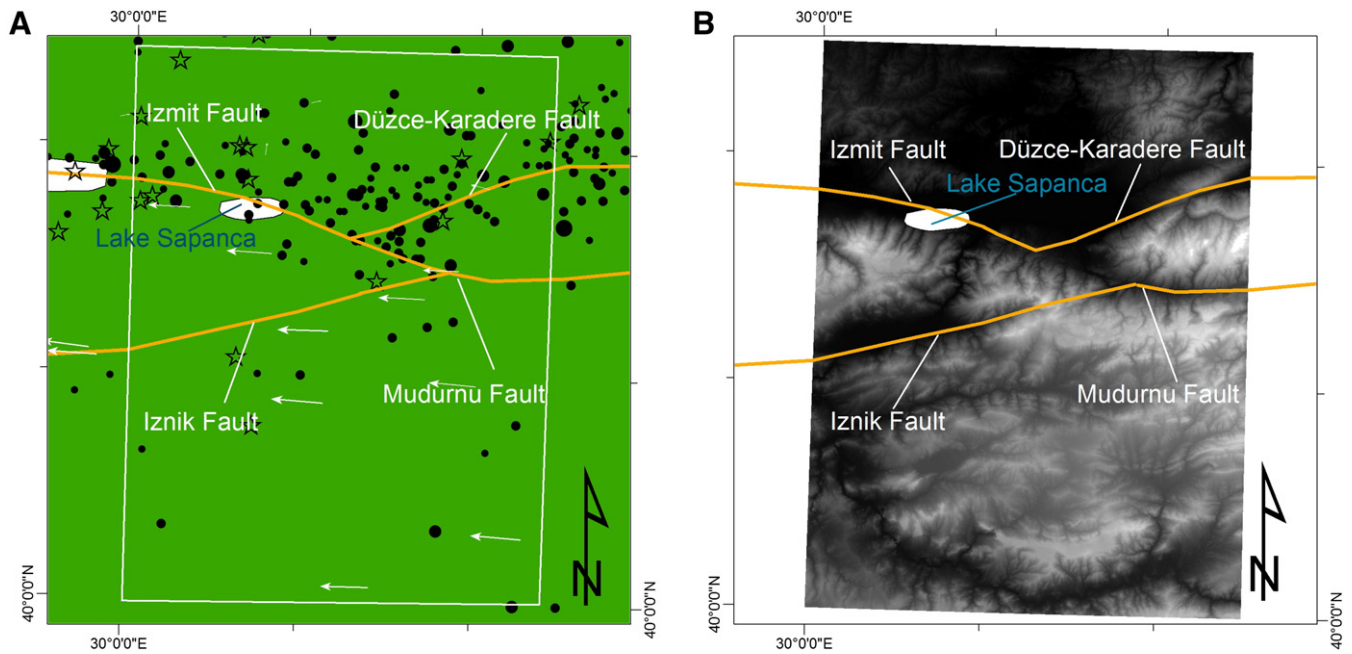 A
30°0'0"E
Izmit Fault
Düzce-Karadere Fault
Lake Sapanca
Iznik Fault
Mudurnu Fault
N
40°0'0"N
40°0'0"N
30°0'0"E
B
30°0'0"E
Izmit Fault
Düzce-Karadere Fault
Lake Sapanca
Iznik Fault
Mudurnu Fault
N
40°0'0"N
40°0'0"N
30°0'0"E